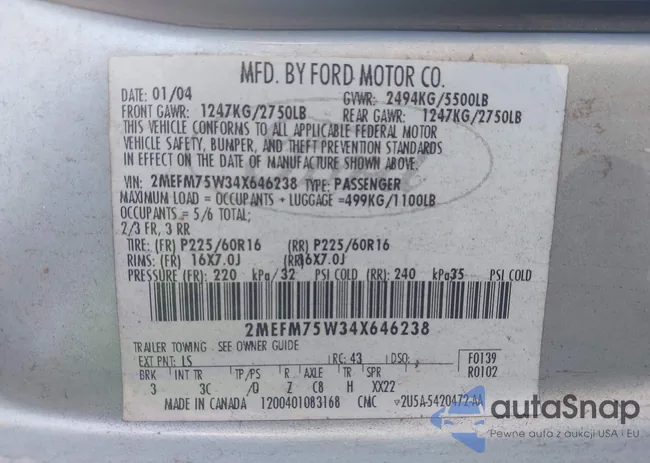 MFD. BY FORD MOTOR CO.
DATE: 01/04 GVWR: 2494KG/5500LB
FRONT GAWR: 1247KG/2750LB REAR GAWR: 1247KG/2750LB
THIS VEHICLE CONFORMS TO ALL APPLICABLE FEDERAL MOTOR
VEHICLE SAFETY, BUMPER, AND THEFT PREVENTION STANDARDS
IN EFFECT ON THE DATE OF MANUFACTURE SHOWN ABOVE.
VIN: 2MEFM75W34X646238 TYPE: PASSENGER
MAXIMUM LOAD = OCCUPANTS + LUGGAGE =499KG/1100LB
OCCUPANTS = 5/6 TOTAL;
2/3 FR, 3 RR
TIRE: (FR) P225/60R16 (RR) P225/60R16
RIMS: (FR) 16X7.0J (RR) 16X7.0J
PRESSURE (FR): 220 kPa/32 PSI COLD (RR): 240 kPa35 PSI COLD
2MEFM75W34X646238
TRAILER TOWING - SEE OWNER GUIDE
EXT PNT: LS RC: 43 DSO: F0139
BRK INT TR TP/PS R AXLE TR SPR R0102
3 3C /O Z C8 H XX22
MADE IN CANADA 1200401083168 CMC ▽2U5A-5420472-AA
autaSnap
Pewne auta z aukcji USA i EU